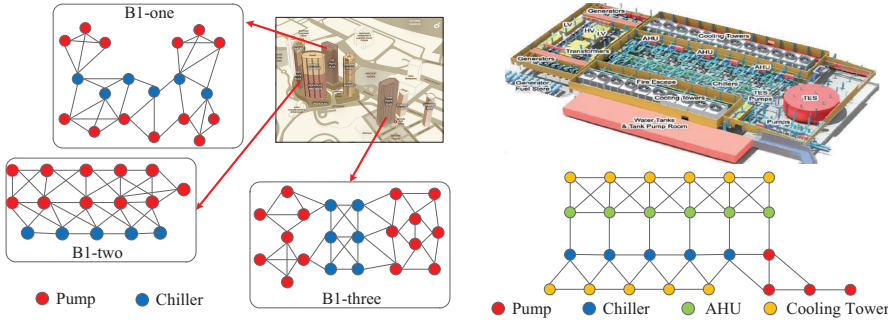 B1-one
B1-two
B1-three
Pump
Chiller
Generators
LV
HV
LV
Transformers
Generators
Generator
Fuel Store
Cooling Towers
AHU
AHU
AHU
Chillers
Fire Escape
Cooling Towers
TES
Pumps
TES
Pumps
Water Tanks
& Tank Pump Room
Pump
Chiller
AHU
Cooling Tower